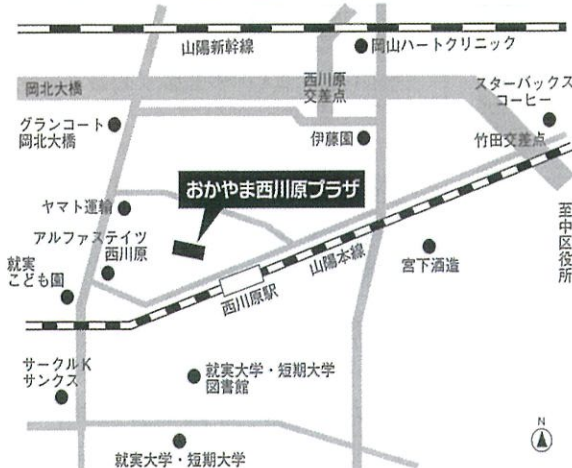 山陽新幹線
岡山ハートクリニック
岡北大橋
西川原
交差点
スターバックス
コーヒー
グランコート
岡北大橋
伊藤園
竹田交差点
おかやま西川原プラザ
ヤマト運輸
アルファステイツ
西川原
就実
こども園
西川原駅
山陽本線
宮下酒造
至中区役所
サークルK
サンクス
就実大学・短期大学
図書館
就実大学・短期大学
N